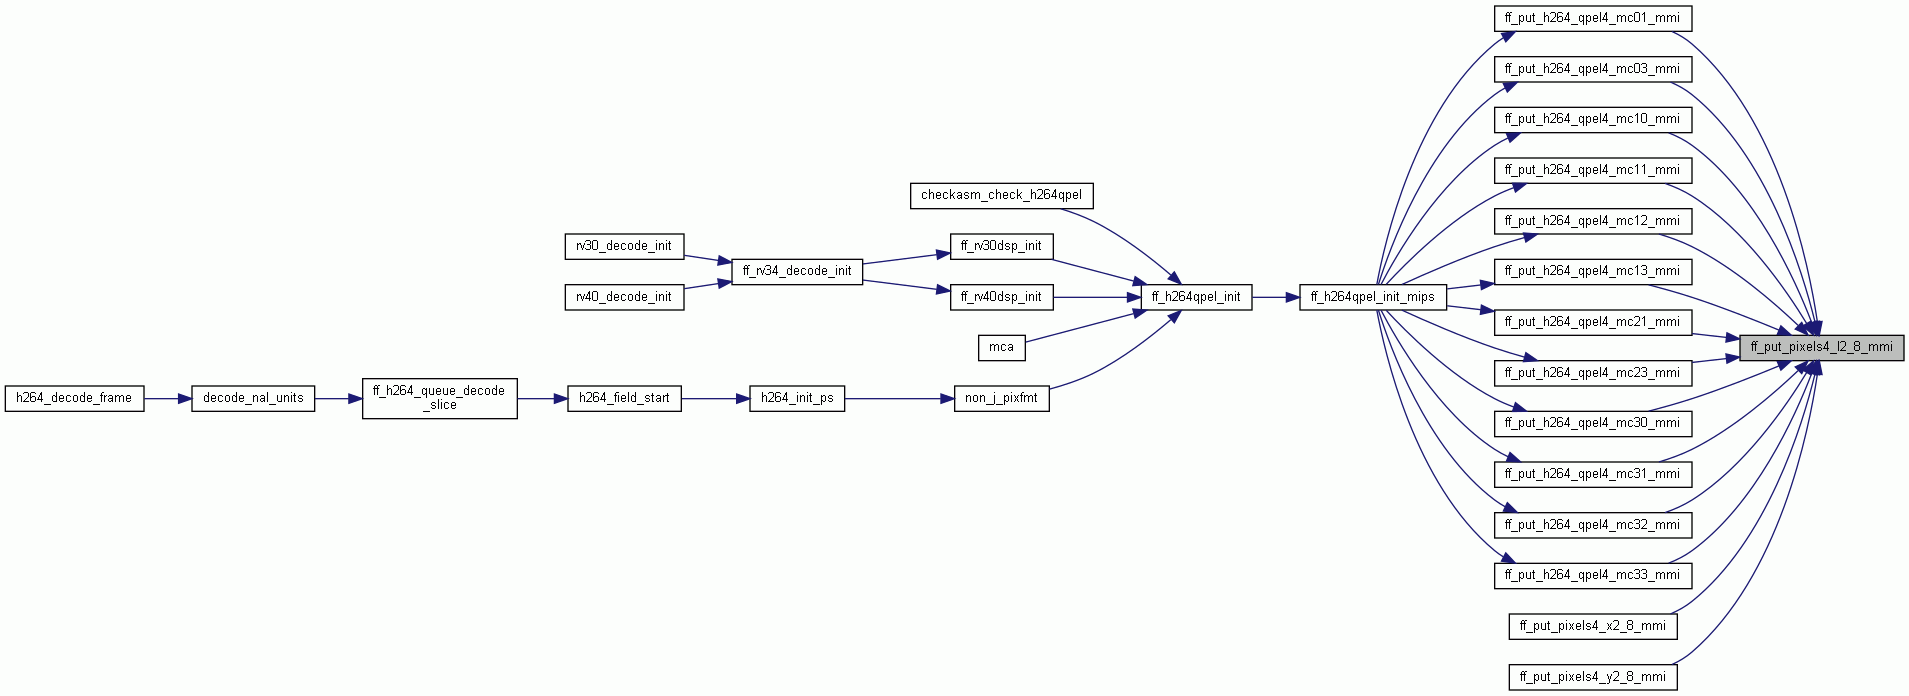 ff_put_h264_qpel4_mc01_mmi
ff_put_h264_qpel4_mc03_mmi
ff_put_h264_qpel4_mc10_mmi
ff_put_h264_qpel4_mc11_mmi
checkasm_check_h264qpel
ff_put_h264_qpel4_mc12_mmi
rv30_decode_init
ff_rv30dsp_init
ff_rv34_decode_init
ff_put_h264_qpel4_mc13_mmi
rv40_decode_init
ff_rv40dsp_init
ff_h264qpel_init
ff_h264qpel_init_mips
ff_put_h264_qpel4_mc21_mmi
mca
ff_put_pixels4_l2_8_mmi
ff_put_h264_qpel4_mc23_mmi
h264_decode_frame
decode_nal_units
ff_h264_queue_decode
_slice
h264_field_start
h264_init_ps
non_j_pixfmt
ff_put_h264_qpel4_mc30_mmi
ff_put_h264_qpel4_mc31_mmi
ff_put_h264_qpel4_mc32_mmi
ff_put_h264_qpel4_mc33_mmi
ff_put_pixels4_x2_8_mmi
ff_put_pixels4_y2_8_mmi